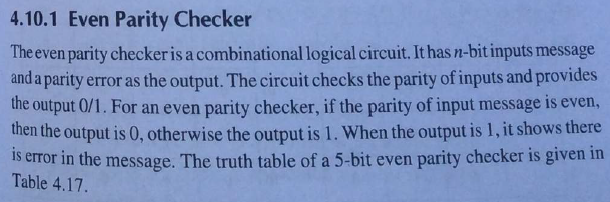 4.10.1 Even Parity Checker
The even parity checker is a combinational logical circuit. It has n-bit inputs message
and a parity error as the output. The circuit checks the parity of inputs and provides
the output 0/1. For an even parity checker, if the parity of input message is even,
then the output is 0, otherwise the output is 1. When the output is 1, it shows there
is error in the message. The truth table of a 5-bit even parity checker is given in
Table 4.17.